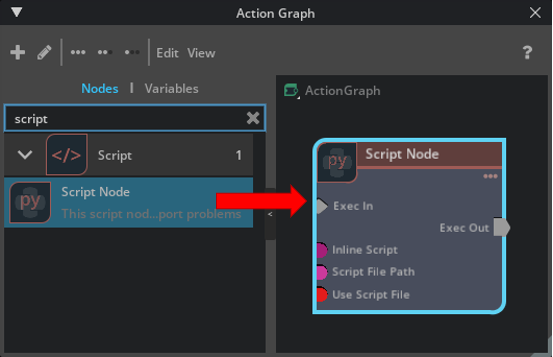 Action Graph
Edit View
?
Nodes Variables
script
</> Script 1
py Script Node
This script nod...port problems
<
ActionGraph
py Script Node
Exec In
Exec Out
Inline Script
Script File Path
Use Script File